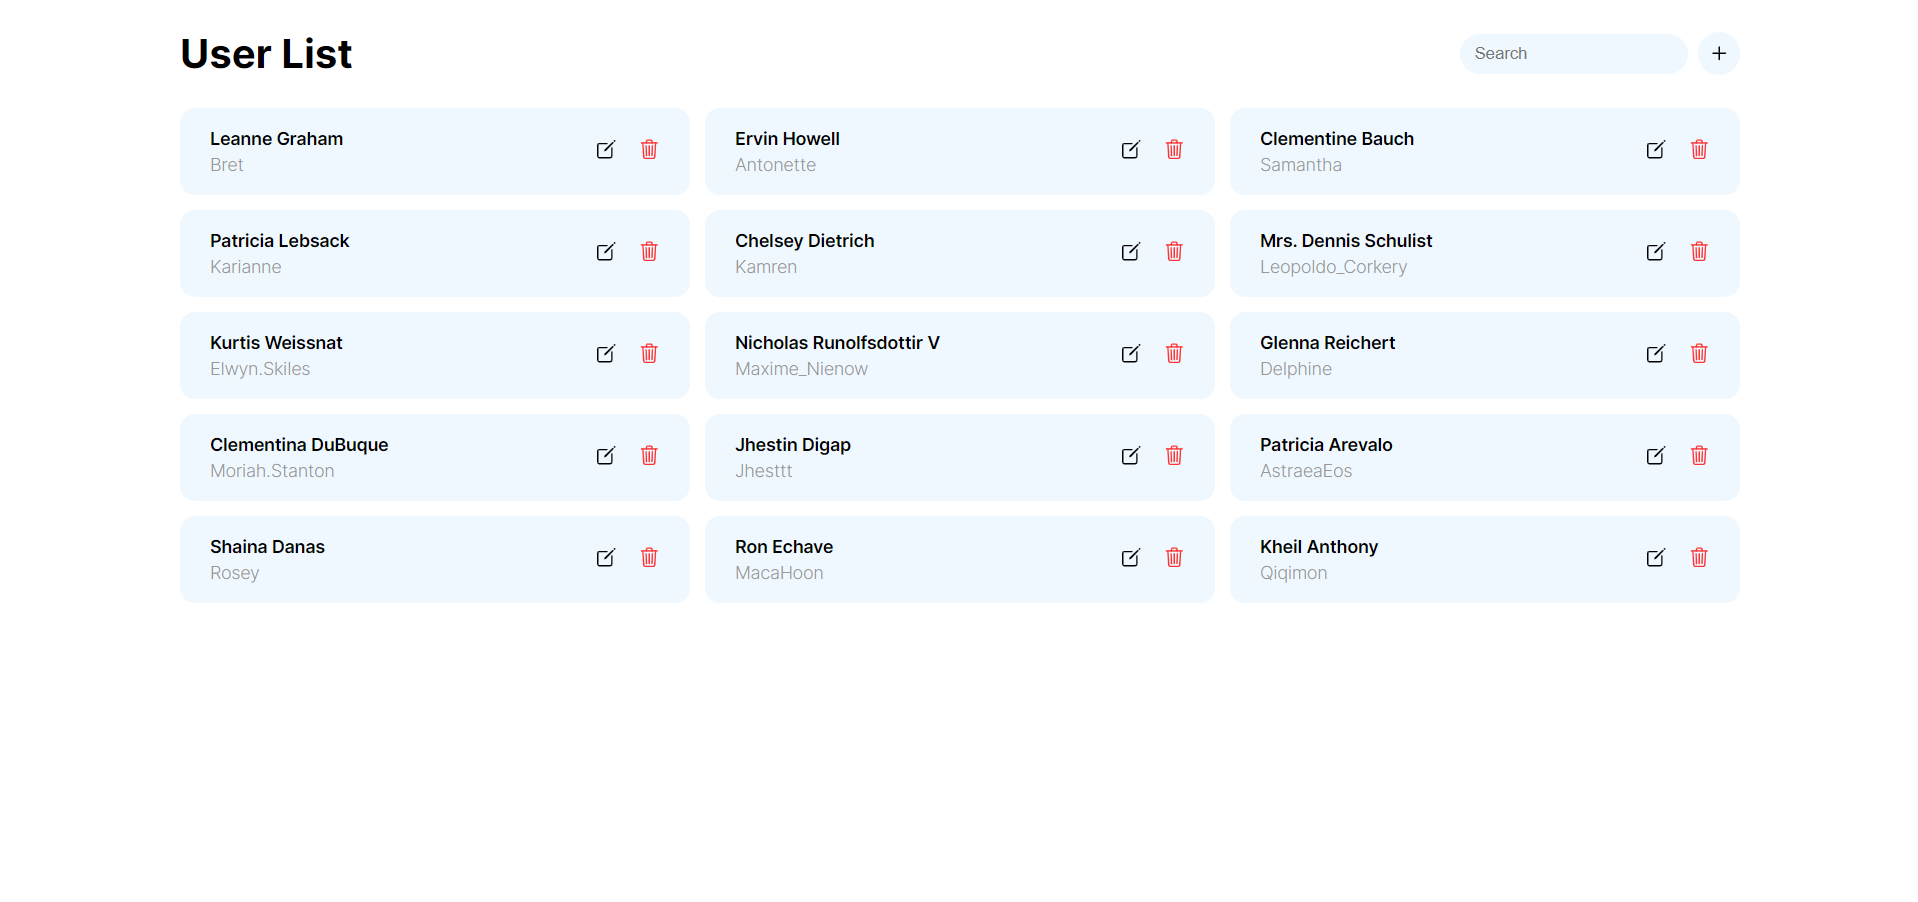 User List
Search
Leanne Graham
Bret
Ervin Howell
Antonette
Clementine Bauch
Samantha
Patricia Lebsack
Karianne
Chelsey Dietrich
Kamren
Mrs. Dennis Schulist
Leopoldo_Corkery
Kurtis Weissnat
Elwyn.Skiles
Nicholas Runolfsdottir V
Maxime_Nienow
Glenna Reichert
Delphine
Clementina DuBuque
Moriah.Stanton
Jhestin Digap
Jhesttt
Patricia Arevalo
AstraeaEos
Shaina Danas
Rosey
Ron Echave
MacaHoon
Kheil Anthony
Qiqimon